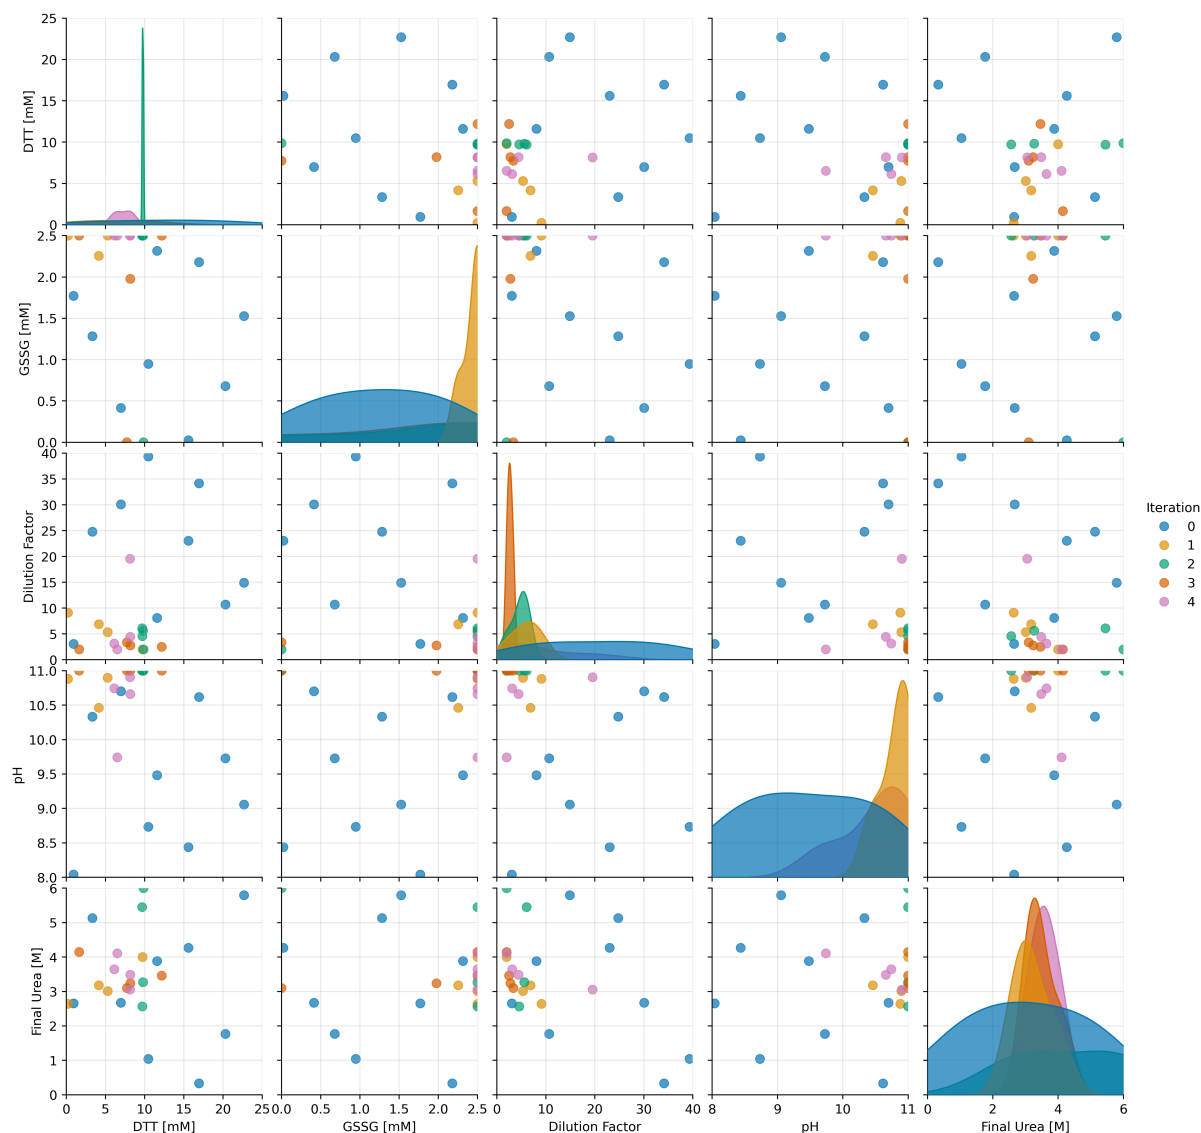 25
20
15
10
5
0
DTT [mM]
2.5
2.0
1.5
1.0
0.5
0.0
GSSG [mM]
40
35
30
25
20
15
10
5
0
Dilution Factor
Iteration
0
1
2
3
4
11.0
10.5
10.0
9.5
9.0
8.5
8.0
pH
6
5
4
3
2
1
0
Final Urea [M]
0 5 10 15 20 25
0.0 0.5 1.0 1.5 2.0 2.5
0 10 20 30 40
8 9 10 11
0 2 4 6
DTT [mM]
GSSG [mM]
Dilution Factor
pH
Final Urea [M]